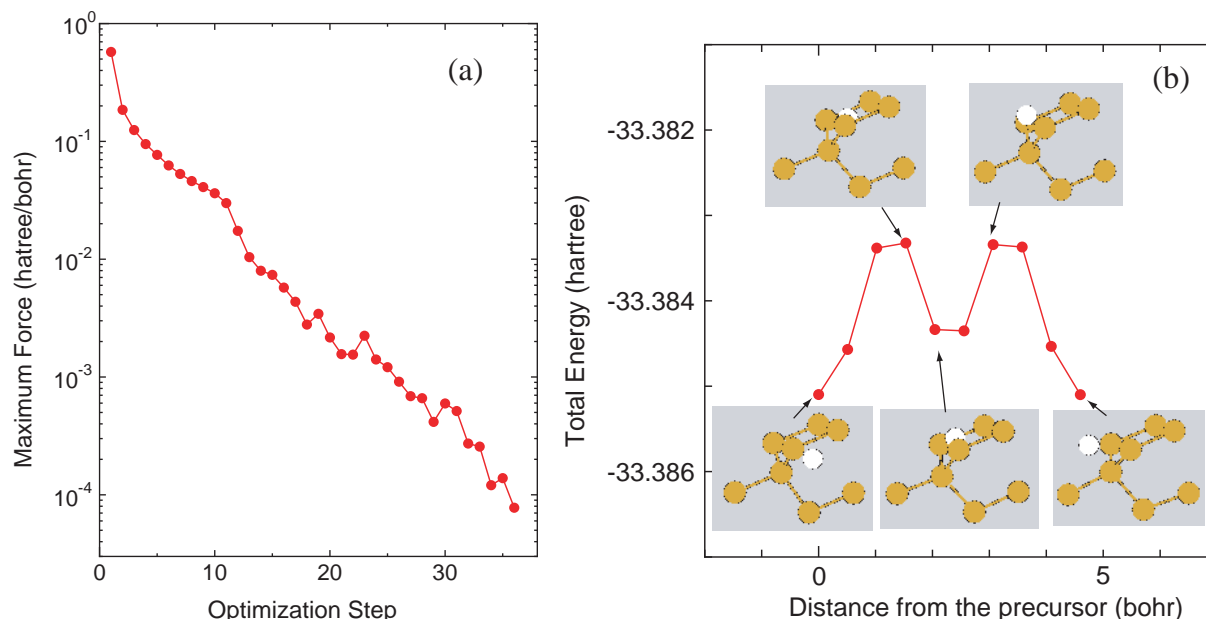 (a)
Maximum Force (hatree/bohr)
10^0
10^-1
10^-2
10^-3
10^-4
0 10 20 30
Optimization Step
(b)
Total Energy (hartree)
-33.382
-33.384
-33.386
0 5
Distance from the precursor (bohr)